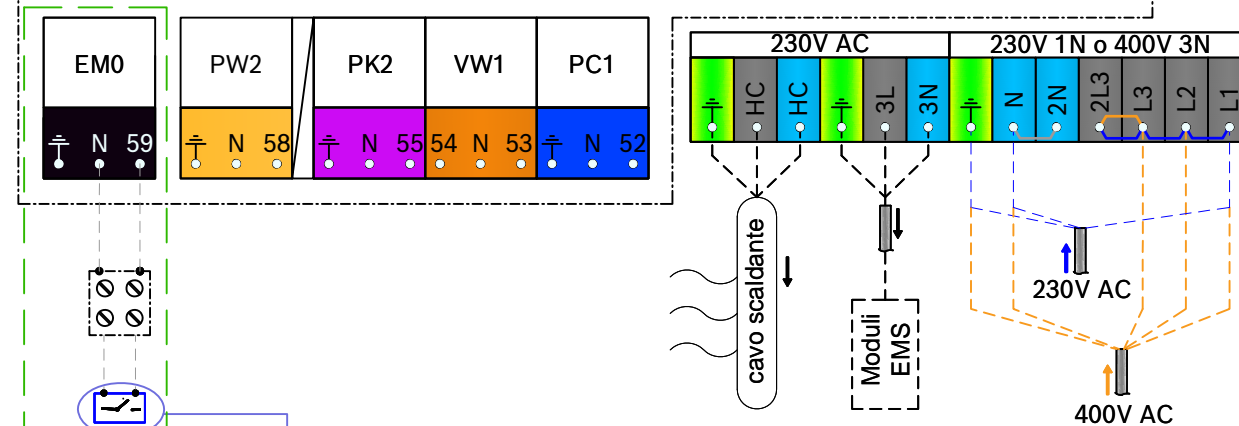 EM0 PW2 PK2 VW1 PC1
N 59 N 58 N 55 54 N 53 N 52
230V AC 230V 1N o 400V 3N
HC HC 3L 3N N 2N 2L3 L3 L2 L1
cavo scaldante
Moduli
EMS
230V AC
400V AC